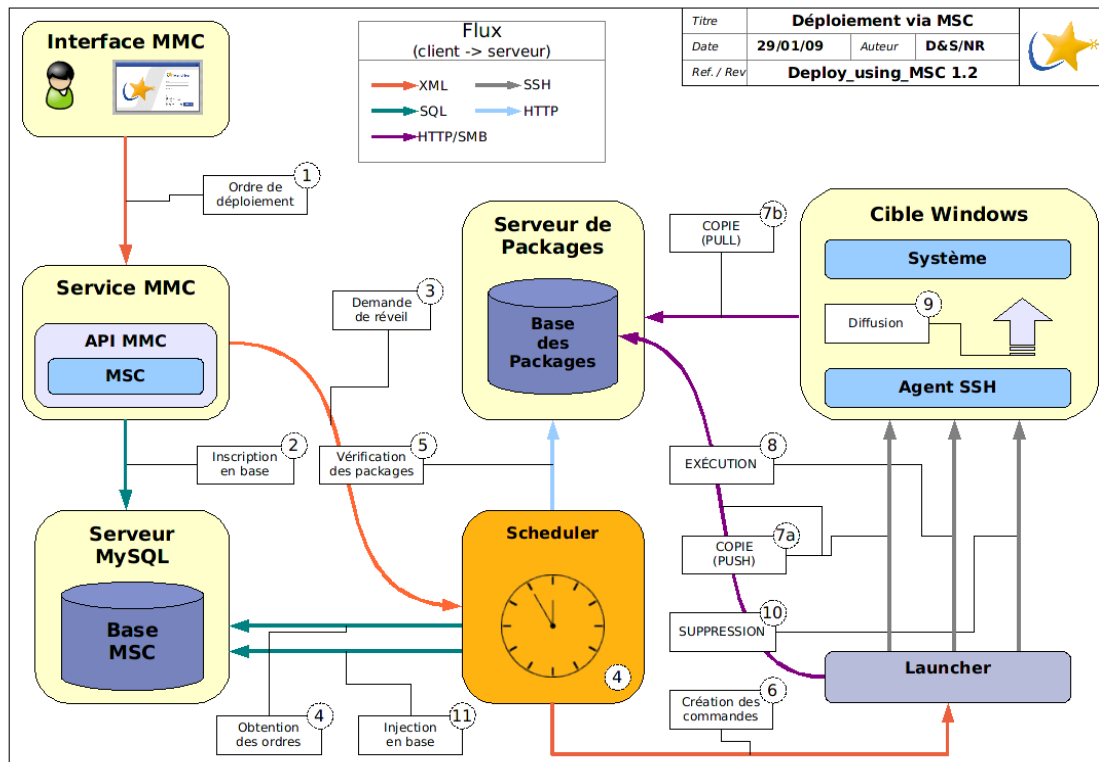 Interface MMC
Flux
(client -> serveur)
XML
SSH
SQL
HTTP
HTTP/SMB
Titre
Déploiement via MSC
Date
29/01/09
Auteur
D&S/NR
Ref. / Rev
Deploy_using_MSC 1.2
1
Ordre de
déploiement
Service MMC
API MMC
MSC
3
Demande
de réveil
Serveur de
Packages
Base
des
Packages
7b
COPIE
(PULL)
Cible Windows
Système
9
Diffusion
Agent SSH
2
Inscription
en base
5
Vérification
des packages
8
EXÉCUTION
Serveur
MySQL
Base
MSC
Scheduler
4
7a
COPIE
(PUSH)
10
SUPPRESSION
Launcher
4
Obtention
des ordres
11
Injection
en base
6
Création des
commandes